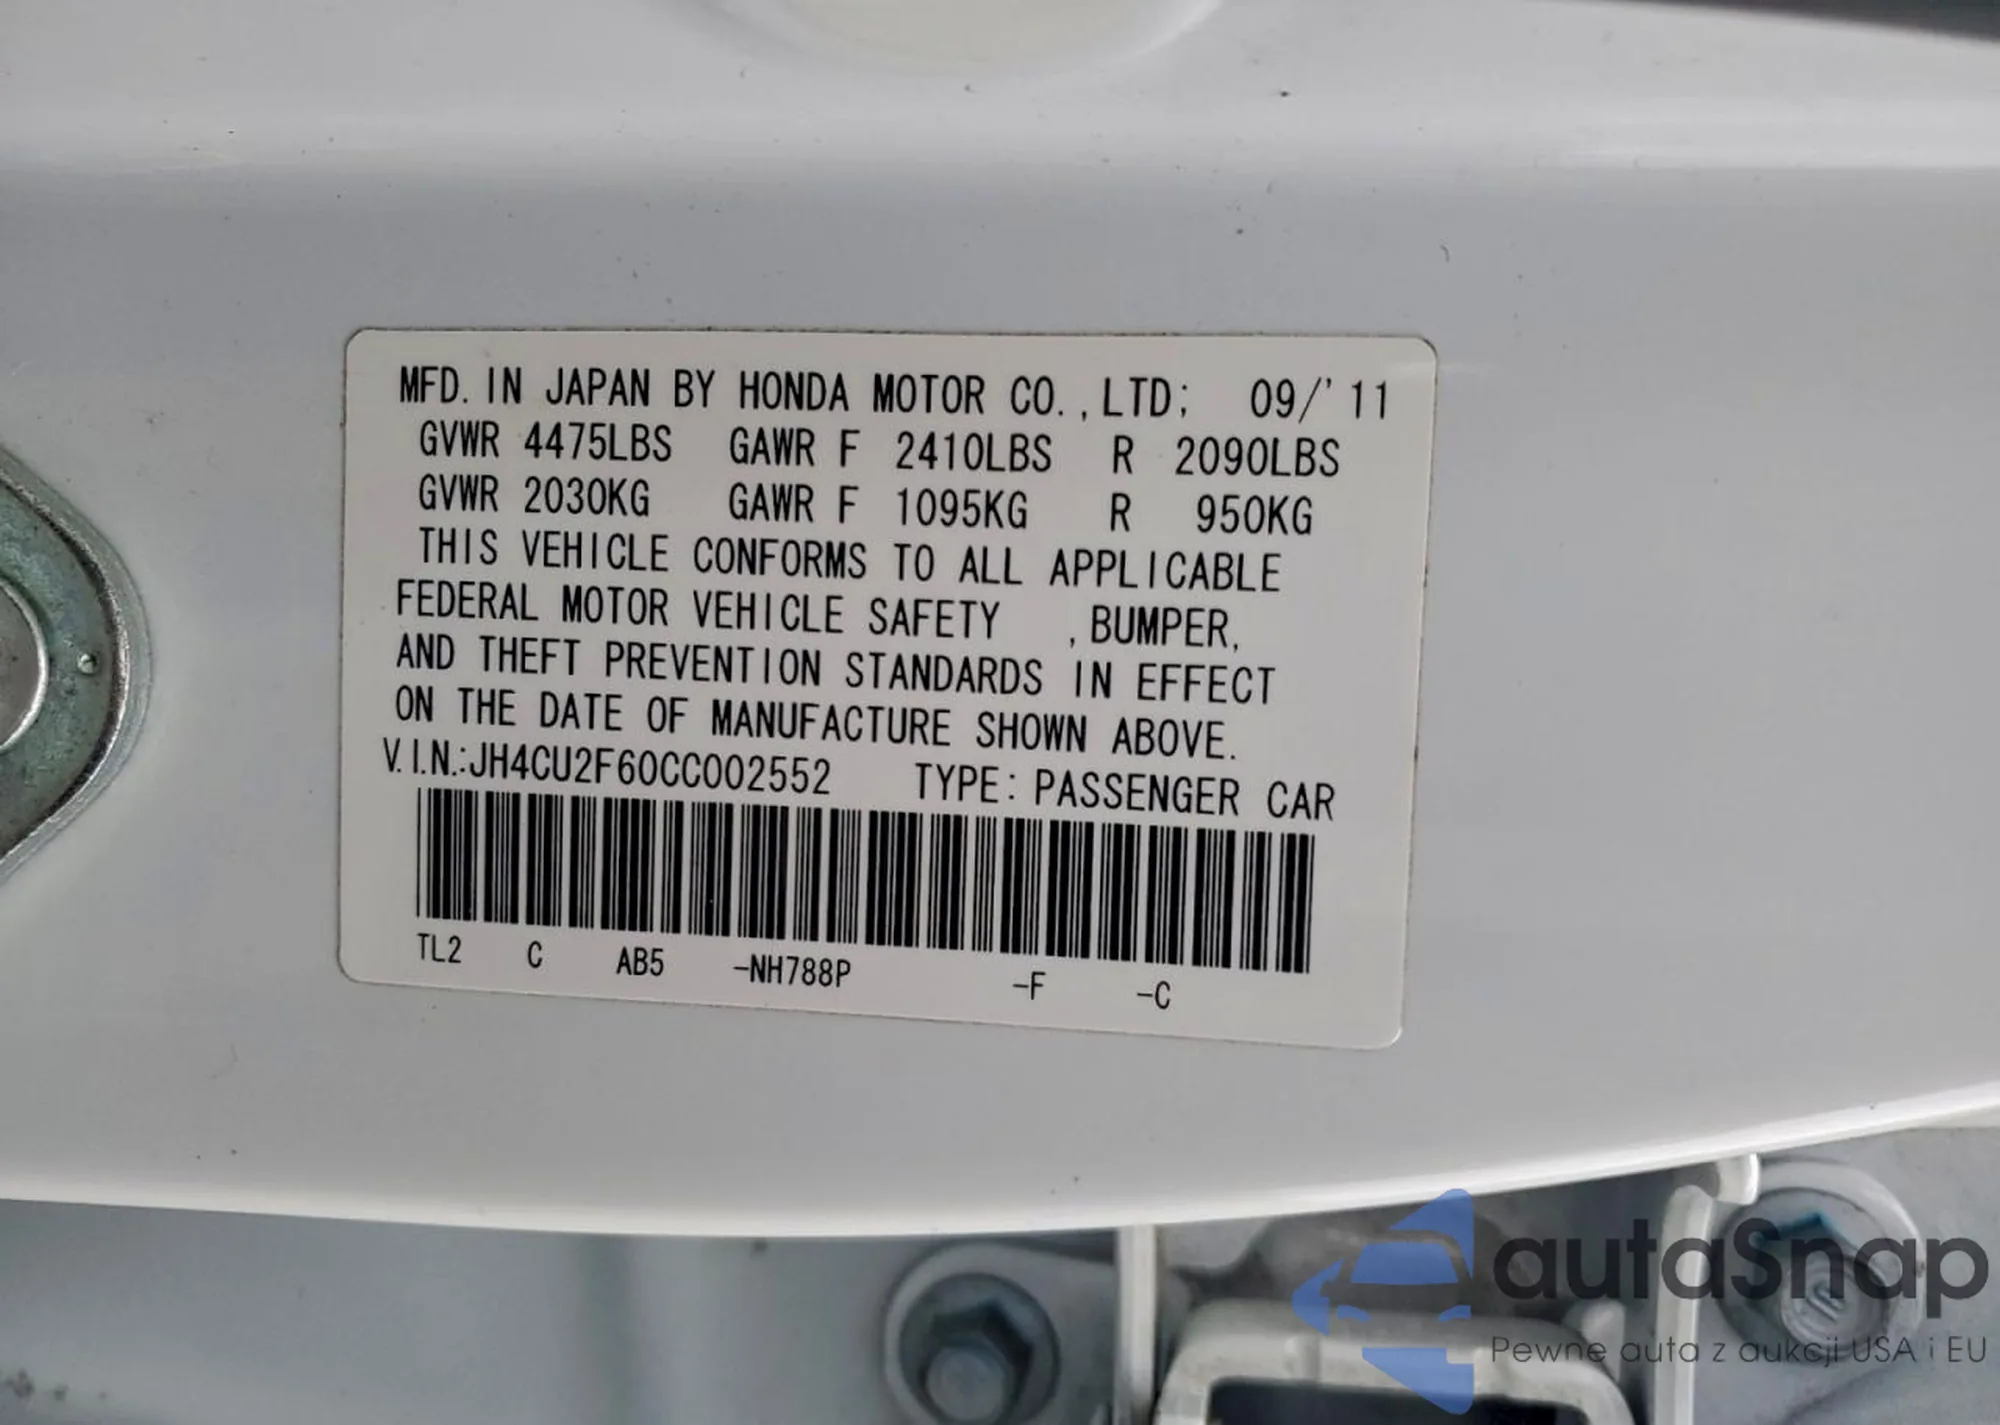 MFD. IN JAPAN BY HONDA MOTOR CO., LTD; 09/'11
GVWR 4475LBS GAWR F 2410LBS R 2090LBS
GVWR 2030KG GAWR F 1095KG R 950KG
THIS VEHICLE CONFORMS TO ALL APPLICABLE
FEDERAL MOTOR VEHICLE SAFETY , BUMPER,
AND THEFT PREVENTION STANDARDS IN EFFECT
ON THE DATE OF MANUFACTURE SHOWN ABOVE.
V.I.N.:JH4CU2F60CC002552 TYPE: PASSENGER CAR
TL2 C AB5 -NH788P -F -C
autoSnap
Pewne auta z aukcji USA i EU